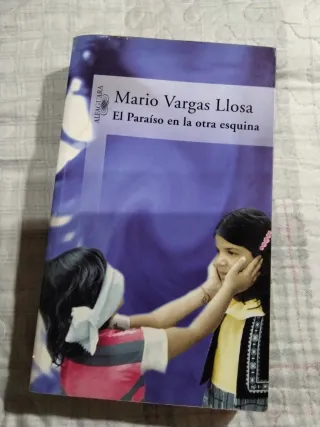 ALFAGUARA
Mario Vargas Llosa
El Paraíso en la otra esquina